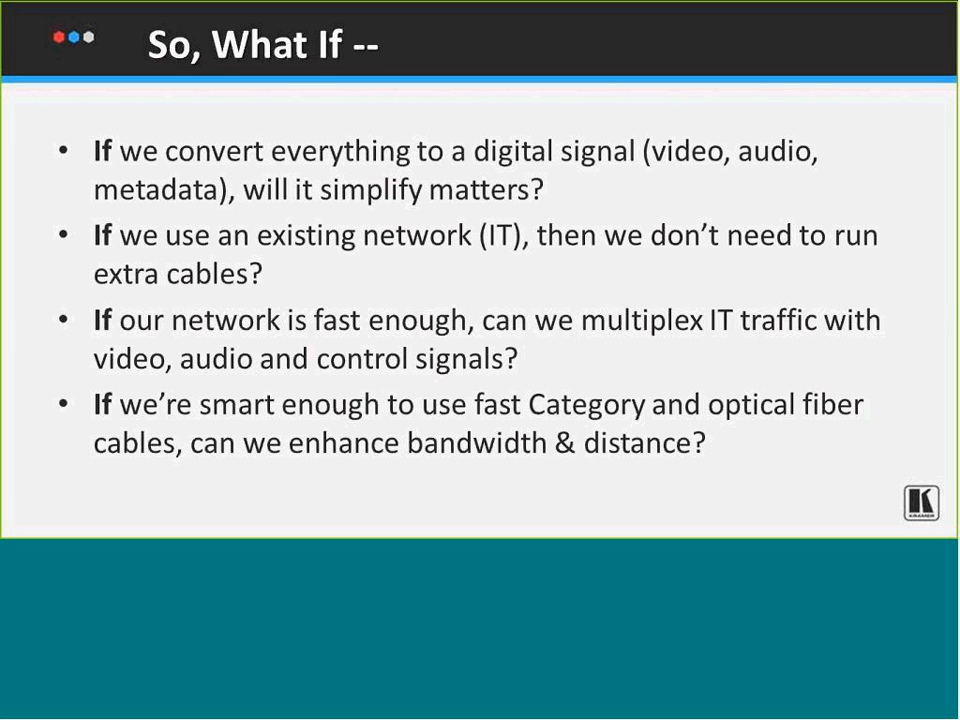 So, What If --
• If we convert everything to a digital signal (video, audio,
metadata), will it simplify matters?
• If we use an existing network (IT), then we don’t need to run
extra cables?
• If our network is fast enough, can we multiplex IT traffic with
video, audio and control signals?
• If we’re smart enough to use fast Category and optical fiber
cables, can we enhance bandwidth & distance?
K
KRAMER